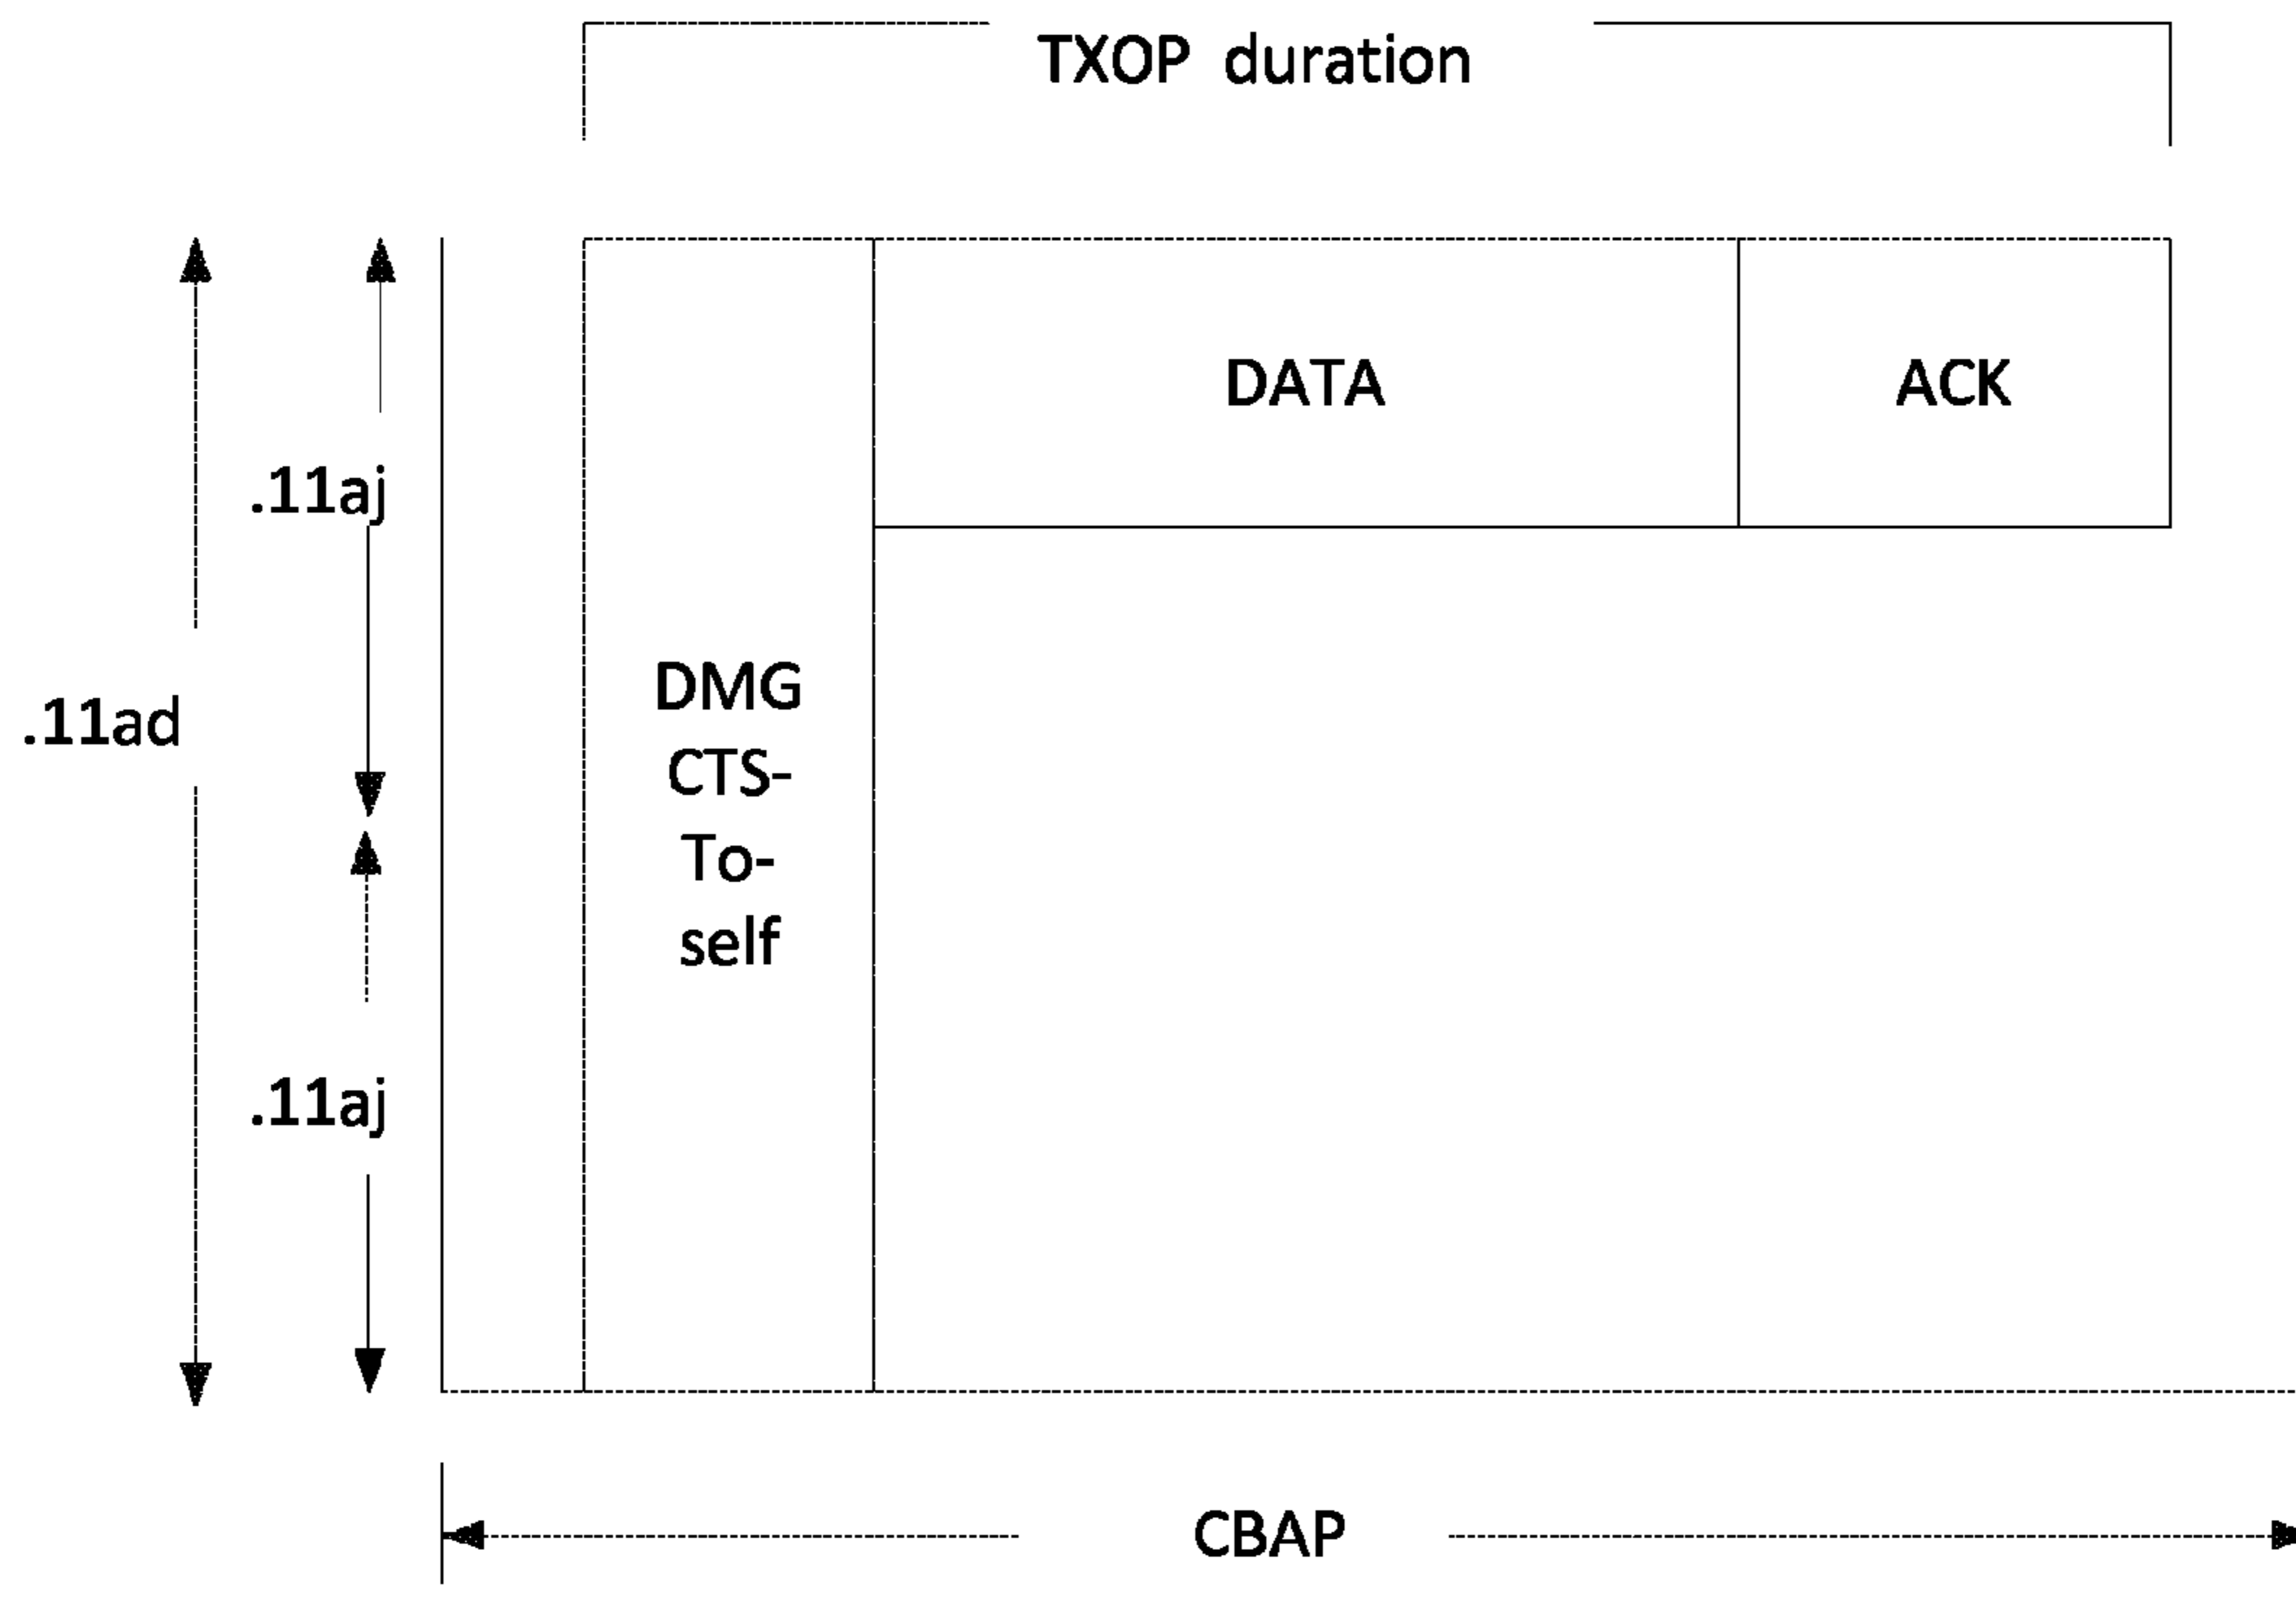 TXOP duration
DATA
ACK
.11aj
.11ad
DMG
CTS-
To-
self
.11aj
CBAP